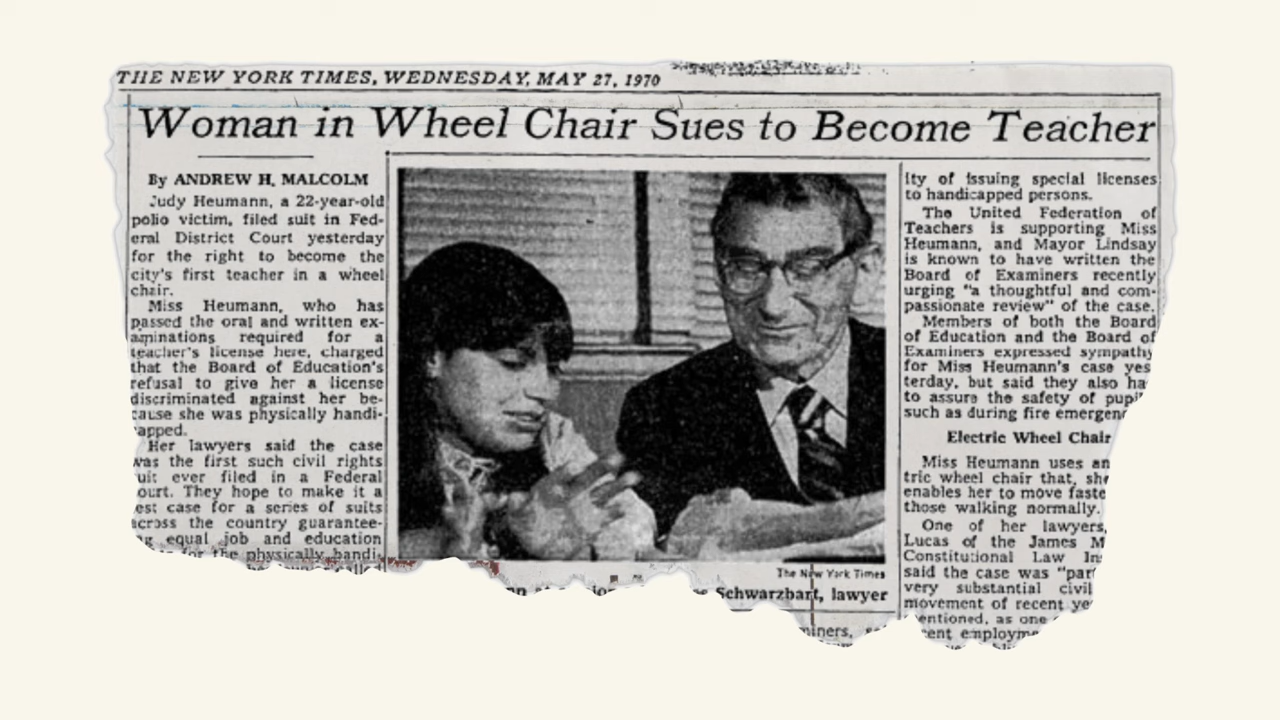 THE NEW YORK TIMES, WEDNESDAY, MAY 27, 1970
Woman in Wheel Chair Sues to Become Teacher
By ANDREW H. MALCOLM
Judy Heumann, a 22-year-old
polio victim, filed suit in Fed-
eral District Court yesterday
for the right to become the
city's first teacher in a wheel
chair.
Miss Heumann, who has
passed the oral and written ex-
aminations required for a
teacher's license here, charged
that the Board of Education's
refusal to give her a license
discriminated against her be-
cause she was physically handi-
apped.
Her lawyers said the case
was the first such civil rights
uit ever filed in a Federal
ourt. They hope to make it a
est case for a series of suits
across the country guarantee-
equal job and education
for the physically handi-
The New York Times
Schwarzbart, lawyer
miners,
ity of issuing special licenses
to handicapped persons.
The United Federation of
Teachers is supporting Miss
Heumann, and Mayor Lindsay
is known to have written the
Board of Examiners recently
urging "a thoughtful and com-
passionate review" of the case.
Members of both the Board
of Education and the Board of
Examiners expressed sympathy
for Miss Heumann's case yes
terday, but said they also ha
to assure the safety of pupil
such as during fire emergenc
Electric Wheel Chair
Miss Heumann uses an
tric wheel chair that, she
enables her to move faste
those walking normally.
One of her lawyers,
Lucas of the James M
Constitutional Law Ins
said the case was "part
very substantial civil
movement of recent ye
entioned, as one
cent employme